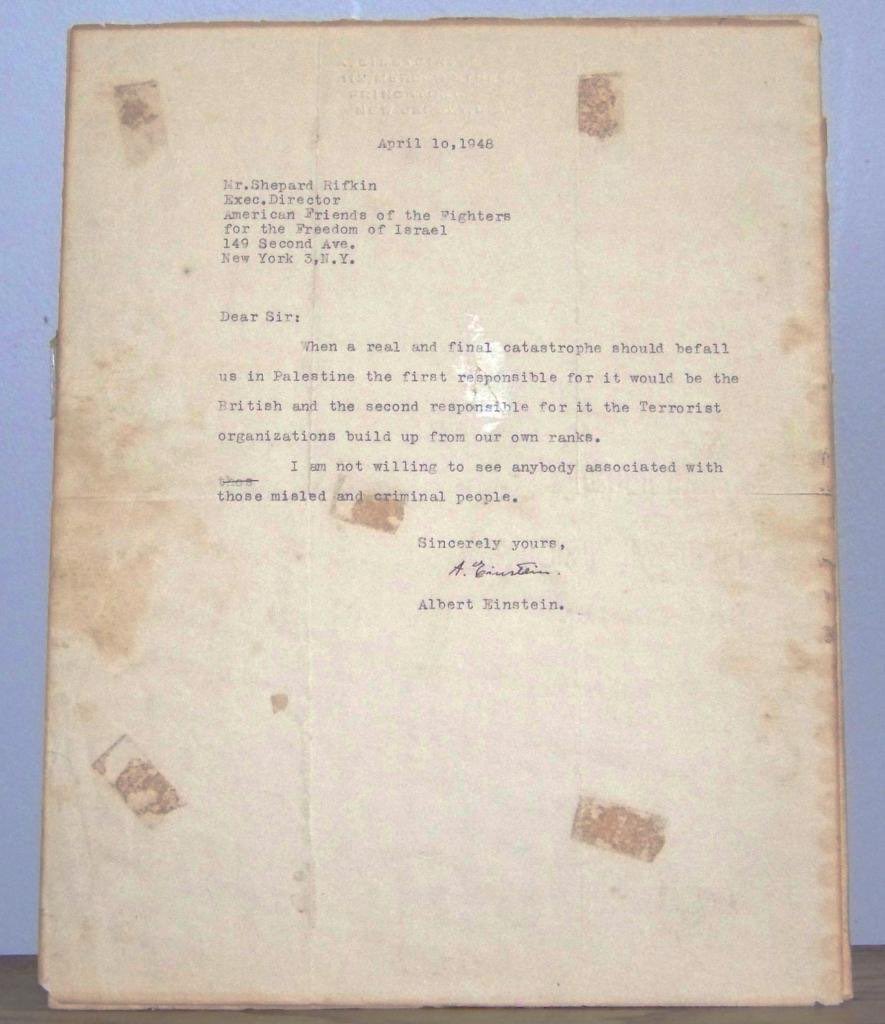 PRINCETON
NEW JERSEY
April 1o,1948
Mr.Shepard Rifkin
Exec.Director
American Friends of the Fighters
for the Freedom of Israel
149 Second Ave.
New York 3,N.Y.
Dear Sir:
When a real and final catastrophe should befall
us in Palestine the first responsible for it would be the
British and the second responsible for it the Terrorist
organizations build up from our own ranks.
I am not willing to see anybody associated with
those misled and criminal people.
Sincerely yours,
A. Einstein.
Albert Einstein.